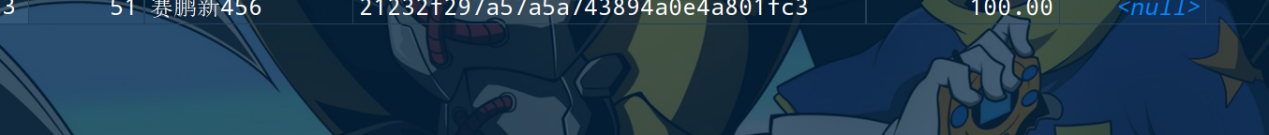 3 51 赛鹏新456 21232f297a57a5a743894a0e4a801fc3 100.00 <null>